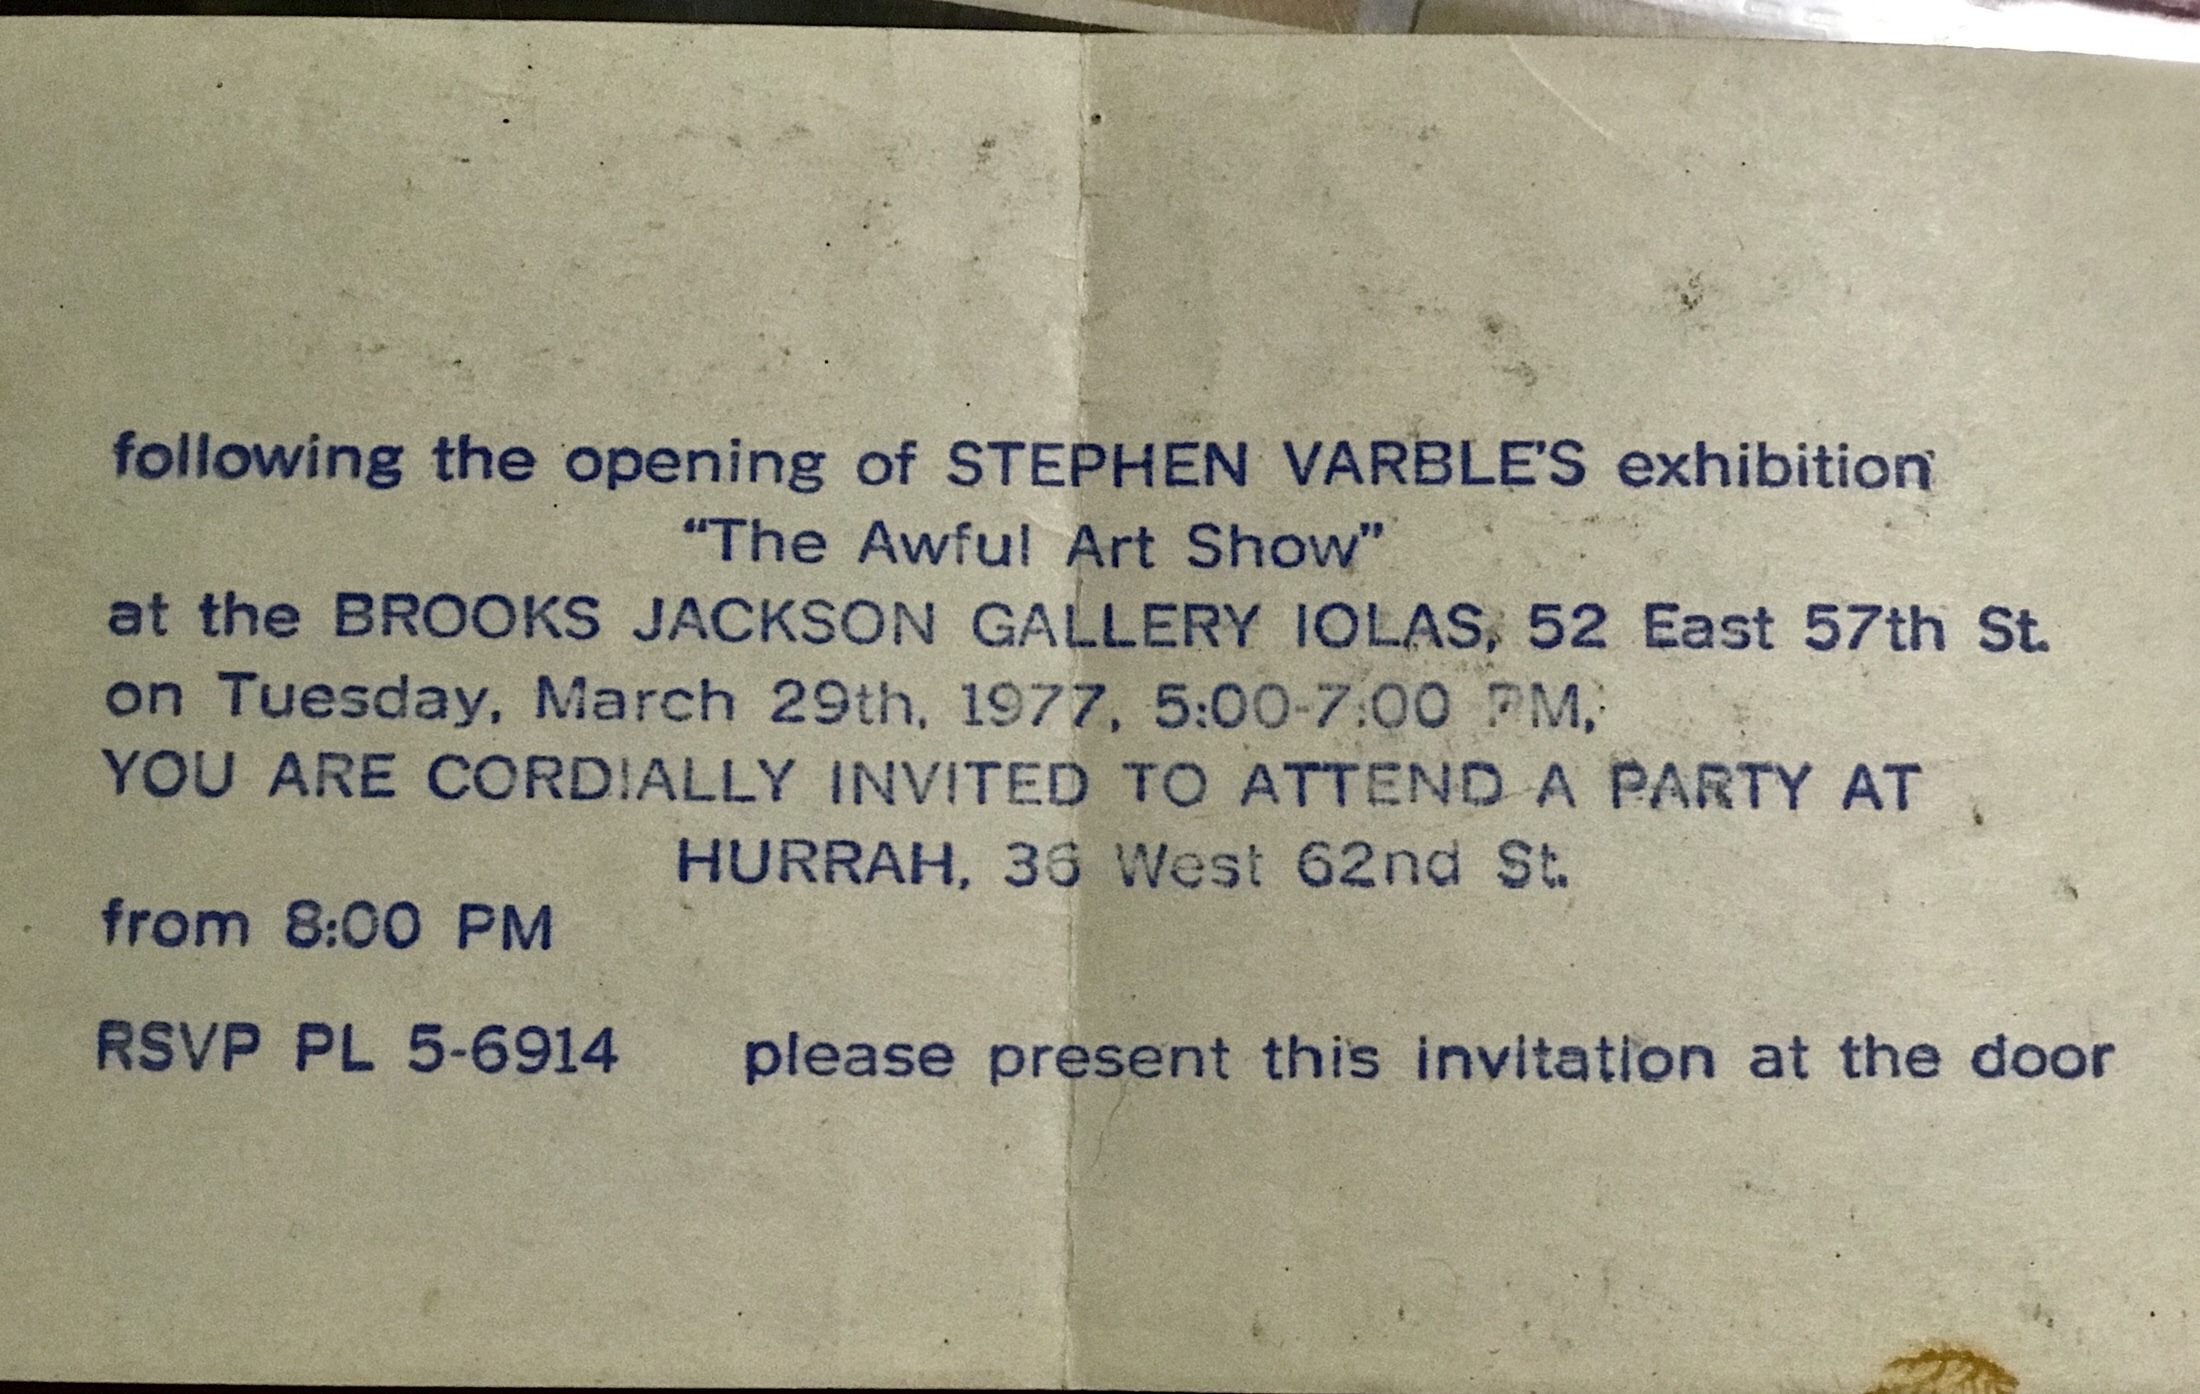 following the opening of STEPHEN VARBLE'S exhibition
“The Awful Art Show”
at the BROOKS JACKSON GALLERY IOLAS, 52 East 57th St.
on Tuesday, March 29th, 1977, 5:00-7:00 PM,
YOU ARE CORDIALLY INVITED TO ATTEND A PARTY AT
HURRAH, 36 West 62nd St.
from 8:00 PM
RSVP PL 5-6914 please present this invitation at the door